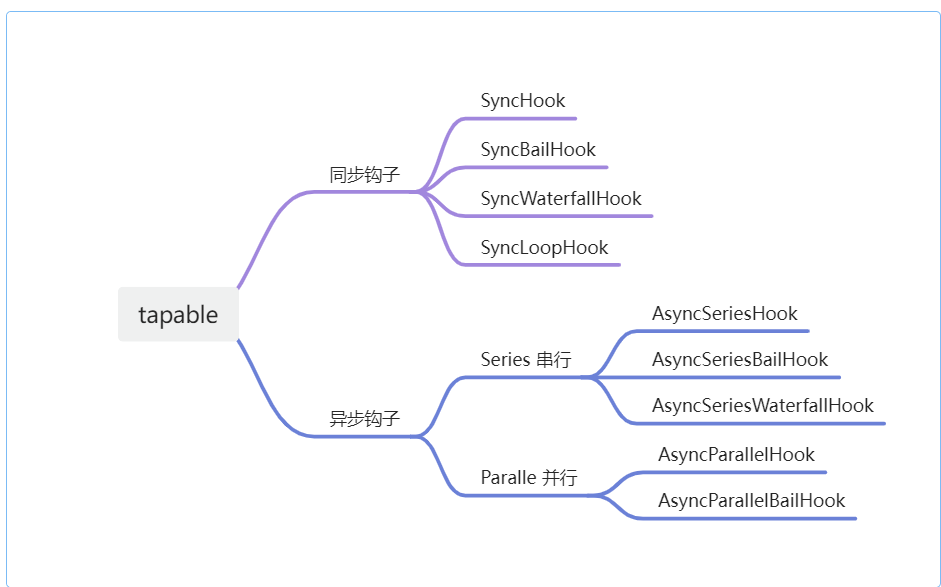 tapable
同步钩子
SyncHook
SyncBailHook
SyncWaterfallHook
SyncLoopHook
异步钩子
Series 串行
AsyncSeriesHook
AsyncSeriesBailHook
AsyncSeriesWaterfallHook
Paralle 并行
AsyncParallelHook
AsyncParallelBailHook